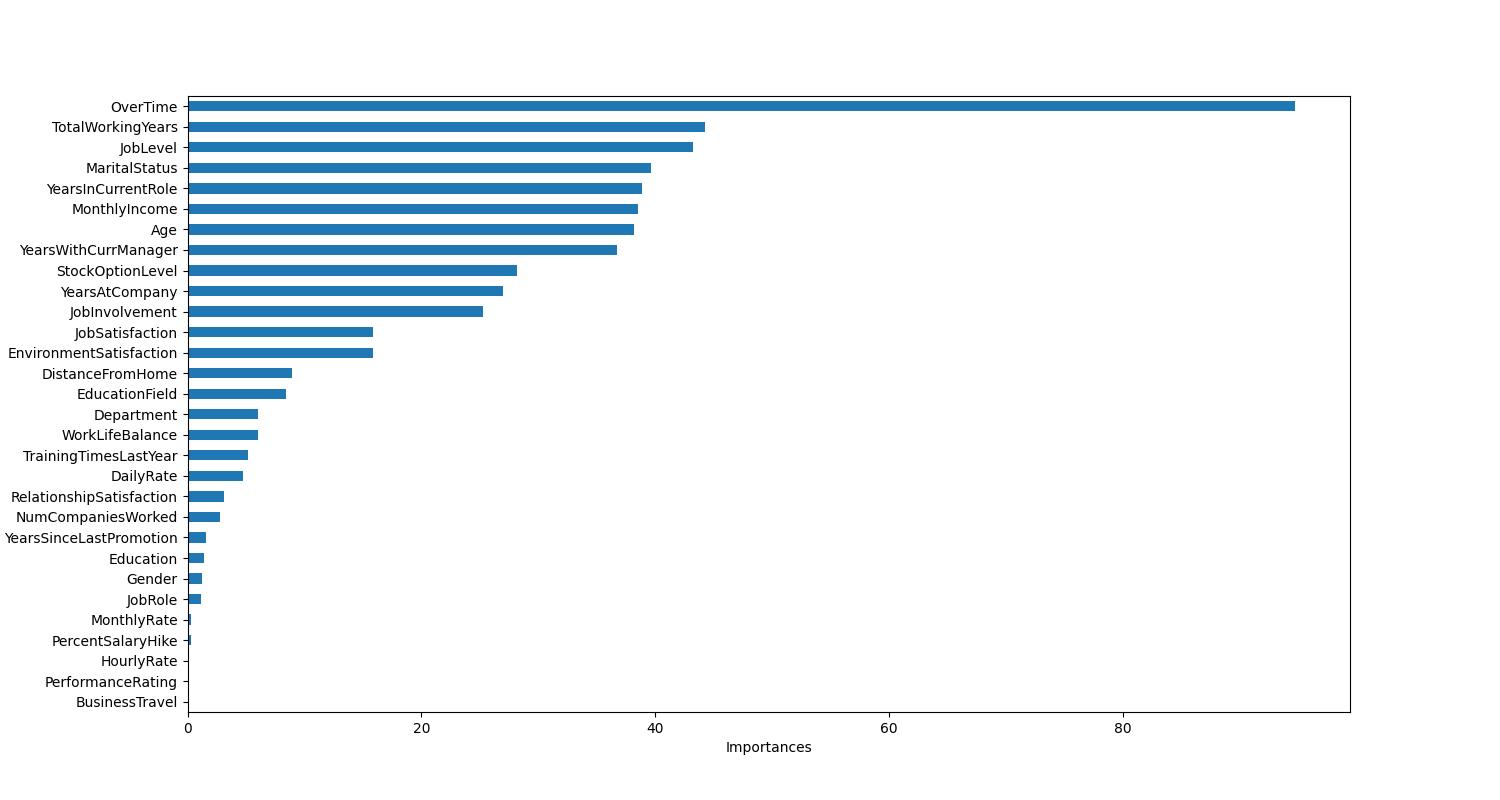 OverTime
TotalWorkingYears
JobLevel
MaritalStatus
YearsInCurrentRole
MonthlyIncome
Age
YearsWithCurrManager
StockOptionLevel
YearsAtCompany
JobInvolvement
JobSatisfaction
EnvironmentSatisfaction
DistanceFromHome
EducationField
Department
WorkLifeBalance
TrainingTimesLastYear
DailyRate
RelationshipSatisfaction
NumCompaniesWorked
YearsSinceLastPromotion
Education
Gender
JobRole
MonthlyRate
PercentSalaryHike
HourlyRate
PerformanceRating
BusinessTravel
0 20 40 60 80
Importances